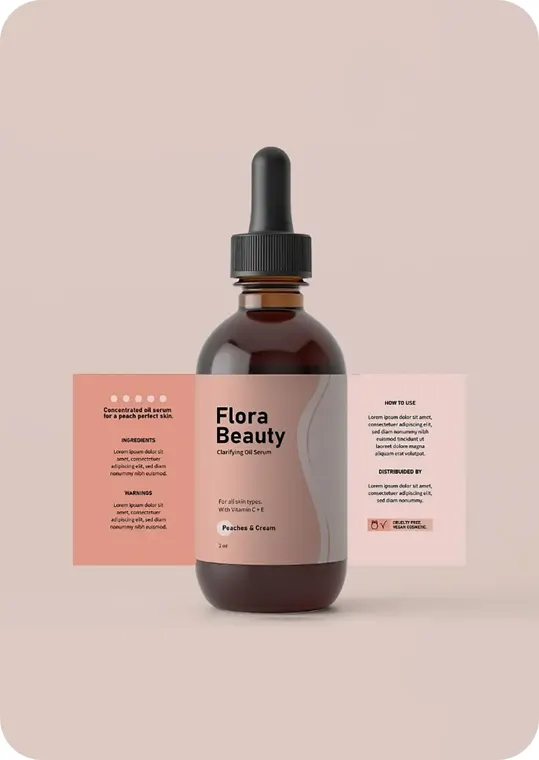 Concentrated oil serum
for a peach perfect skin.
INGREDIENTS
Lorem ipsum dolor sit
amet, consectetuer
adipiscing elit, sed diam
nonummy nibh euismod.
WARNINGS
Lorem ipsum dolor sit
amet, consectetuer
adipiscing elit, sed diam
nonummy nibh euismod.
Flora
Beauty
Clarifying Oil Serum
For all skin types.
With Vitamin C + E
Peaches & Cream
2 oz
HOW TO USE
Lorem ipsum dolor sit amet,
consectetuer adipiscing elit,
sed diam nonummy nibh
euismod tincidunt ut
laoreet dolore magna
aliquam erat volutpat.
DISTRIBUIDED BY
Lorem ipsum dolor sit amet,
consectetuer adipiscing elit,
sed diam nonummy.
CRUELTY FREE.
VEGAN COSMETIC.